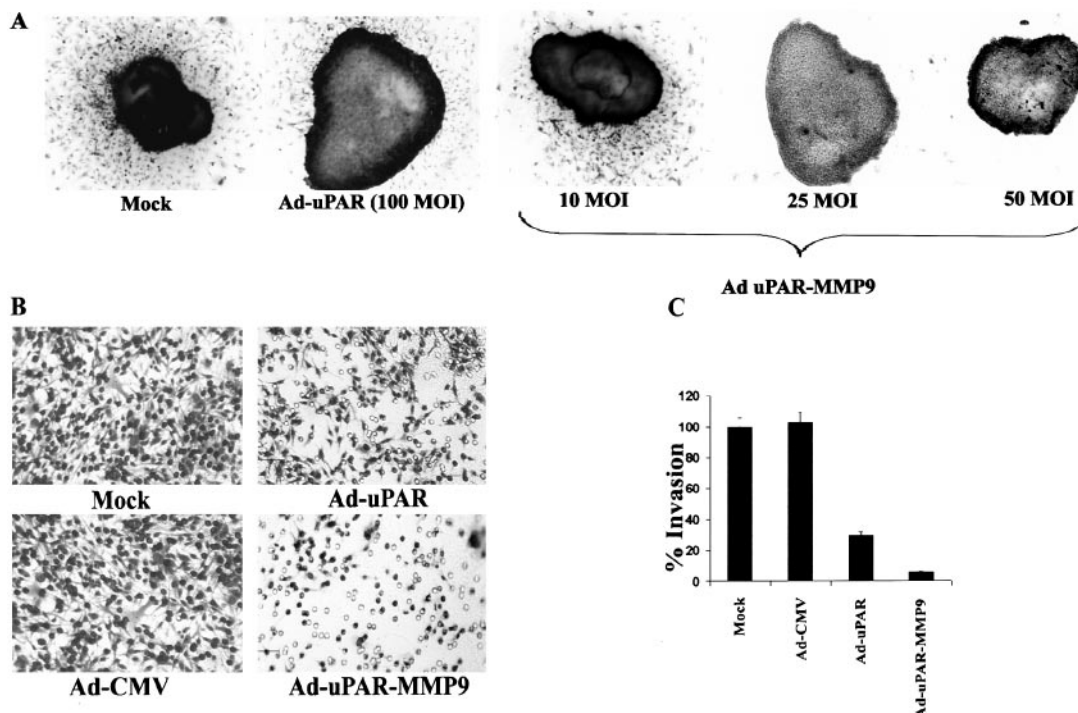 A
Mock
Ad-uPAR (100 MOI)
10 MOI
25 MOI
50 MOI
Ad uPAR-MMP9
B
Mock
Ad-uPAR
Ad-CMV
Ad-uPAR-MMP9
C
% Invasion
120
100
80
60
40
20
0
Mock
Ad-CMV
Ad-uPAR
Ad-uPAR-MMP9